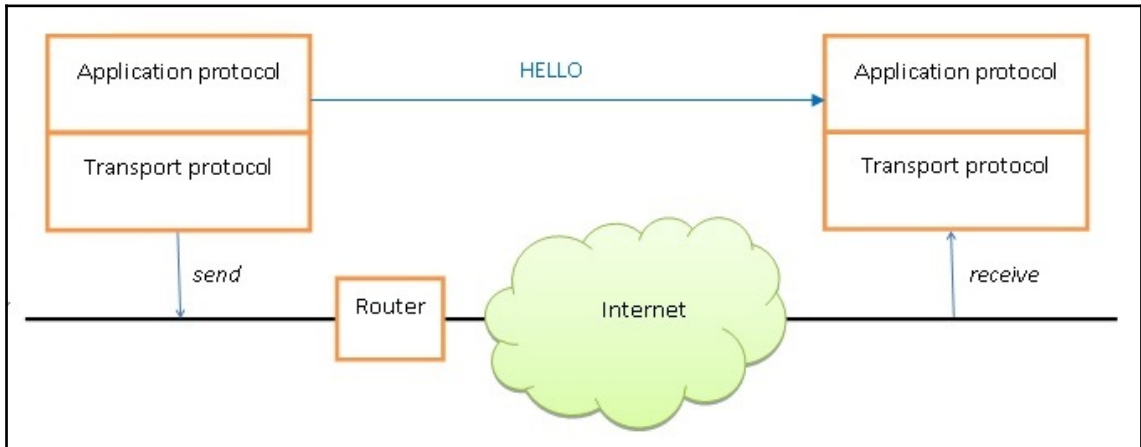 Application protocol
HELLO
Application protocol
Transport protocol
Transport protocol
send
receive
Router
Internet